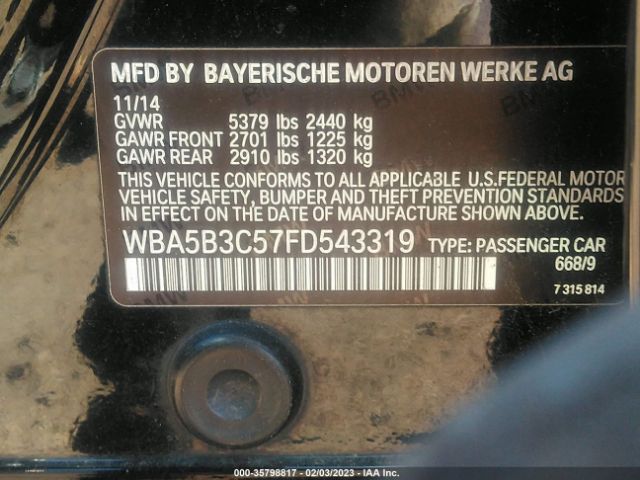 MFD BY BAYERISCHE MOTOREN WERKE AG
11/14
GVWR 5379 lbs 2440 kg
GAWR FRONT 2701 lbs 1225 kg
GAWR REAR 2910 lbs 1320 kg
THIS VEHICLE CONFORMS TO ALL APPLICABLE U.S.FEDERAL MOTOR
VEHICLE SAFETY, BUMPER AND THEFT PREVENTION STANDARDS
IN EFFECT ON THE DATE OF MANUFACTURE SHOWN ABOVE.
WBA5B3C57FD543319 TYPE: PASSENGER CAR
668/9
7 315 814
000-35798817 - 02/03/2023 - IAA Inc.